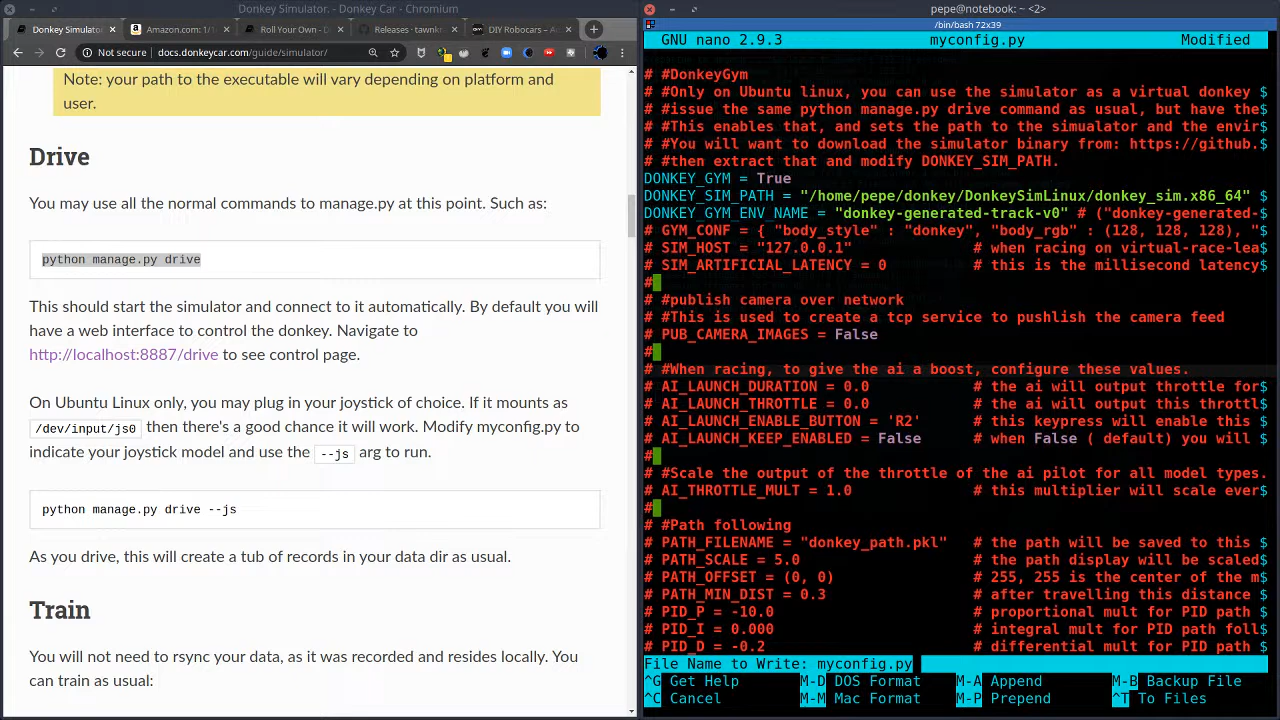 Donkey Simulator. - Donkey Car - Chromium
Donkey Simulato
Amazon.com: 1/
Roll Your Own - D
Releases · tawnk
DIY Robocars – D
Not secure
docs.donkeycar.com/guide/simulator/
Note: your path to the executable will vary depending on platform and
user.
Drive
You may use all the normal commands to manage.py at this point. Such as:
python manage.py drive
This should start the simulator and connect to it automatically. By default you will
have a web interface to control the donkey. Navigate to
http://localhost:8887/drive to see control page.
On Ubuntu Linux only, you may plug in your joystick of choice. If it mounts as
/dev/input/js0 then there's a good chance it will work. Modify myconfig.py to
indicate your joystick model and use the --js arg to run.
python manage.py drive --js
As you drive, this will create a tub of records in your data dir as usual.
Train
You will not need to rsync your data, as it was recorded and resides locally. You
can train as usual:
pepe@notebook: ~ <2>
/bin/bash 72x39
GNU nano 2.9.3 myconfig.py Modified
# #DonkeyGym
# #Only on Ubuntu linux, you can use the simulator as a virtual donkey $
# #issue the same python manage.py drive command as usual, but have the$
# #This enables that, and sets the path to the simualator and the envir$
# #You will want to download the simulator binary from: https://github.$
# #then extract that and modify DONKEY_SIM_PATH.
DONKEY_GYM = True
DONKEY_SIM_PATH = "/home/pepe/donkey/DonkeySimLinux/donkey_sim.x86_64" $
DONKEY_GYM_ENV_NAME = "donkey-generated-track-v0" # ("donkey-generated-$
# GYM_CONF = { "body_style" : "donkey", "body_rgb" : (128, 128, 128), "$
# SIM_HOST = "127.0.0.1" # when racing on virtual-race-lea$
# SIM_ARTIFICIAL_LATENCY = 0 # this is the millisecond latency$
#
# #publish camera over network
# #This is used to create a tcp service to pushlish the camera feed
# PUB_CAMERA_IMAGES = False
#
# #When racing, to give the ai a boost, configure these values.
# AI_LAUNCH_DURATION = 0.0 # the ai will output throttle for$
# AI_LAUNCH_THROTTLE = 0.0 # the ai will output this throttl$
# AI_LAUNCH_ENABLE_BUTTON = 'R2' # this keypress will enable this $
# AI_LAUNCH_KEEP_ENABLED = False # when False ( default) you will $
#
# #Scale the output of the throttle of the ai pilot for all model types.
# AI_THROTTLE_MULT = 1.0 # this multiplier will scale ever$
#
# #Path following
# PATH_FILENAME = "donkey_path.pkl" # the path will be saved to this $
# PATH_SCALE = 5.0 # the path display will be scaled$
# PATH_OFFSET = (0, 0) # 255, 255 is the center of the m$
# PATH_MIN_DIST = 0.3 # after travelling this distance $
# PID_P = -10.0 # proportional mult for PID path $
# PID_I = 0.000 # integral mult for PID path foll$
# PID_D = -0.2 # differential mult for PID path $
File Name to Write: myconfig.py
^G Get Help M-D DOS Format M-A Append M-B Backup File
^C Cancel M-M Mac Format M-P Prepend ^T To Files